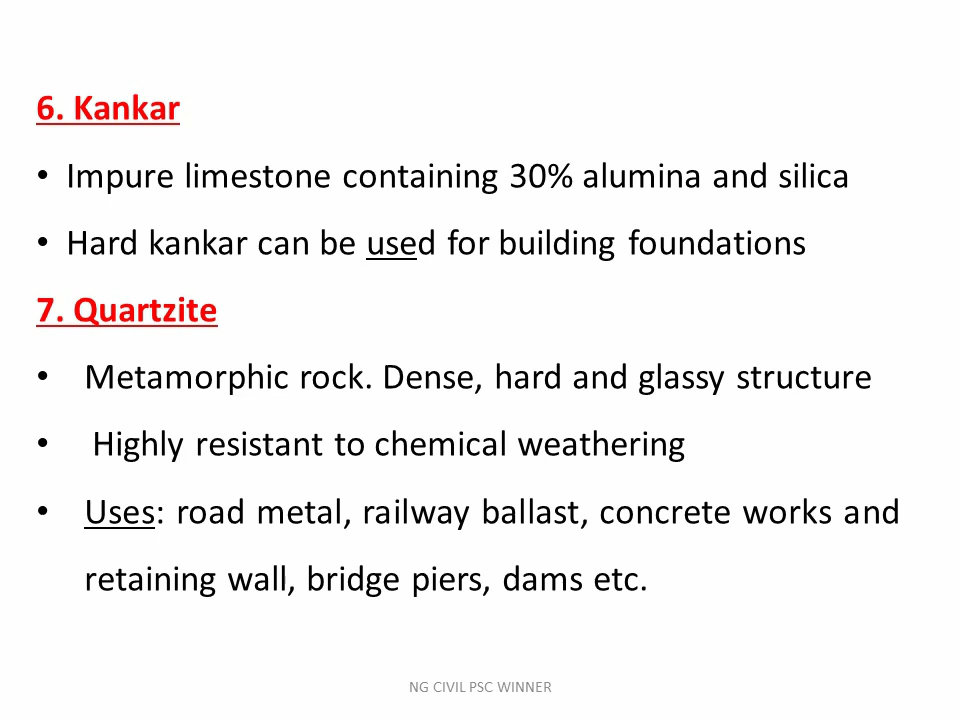 6. Kankar
• Impure limestone containing 30% alumina and silica
• Hard kankar can be used for building foundations
7. Quartzite
• Metamorphic rock. Dense, hard and glassy structure
• Highly resistant to chemical weathering
• Uses: road metal, railway ballast, concrete works and
retaining wall, bridge piers, dams etc.
NG CIVIL PSC WINNER